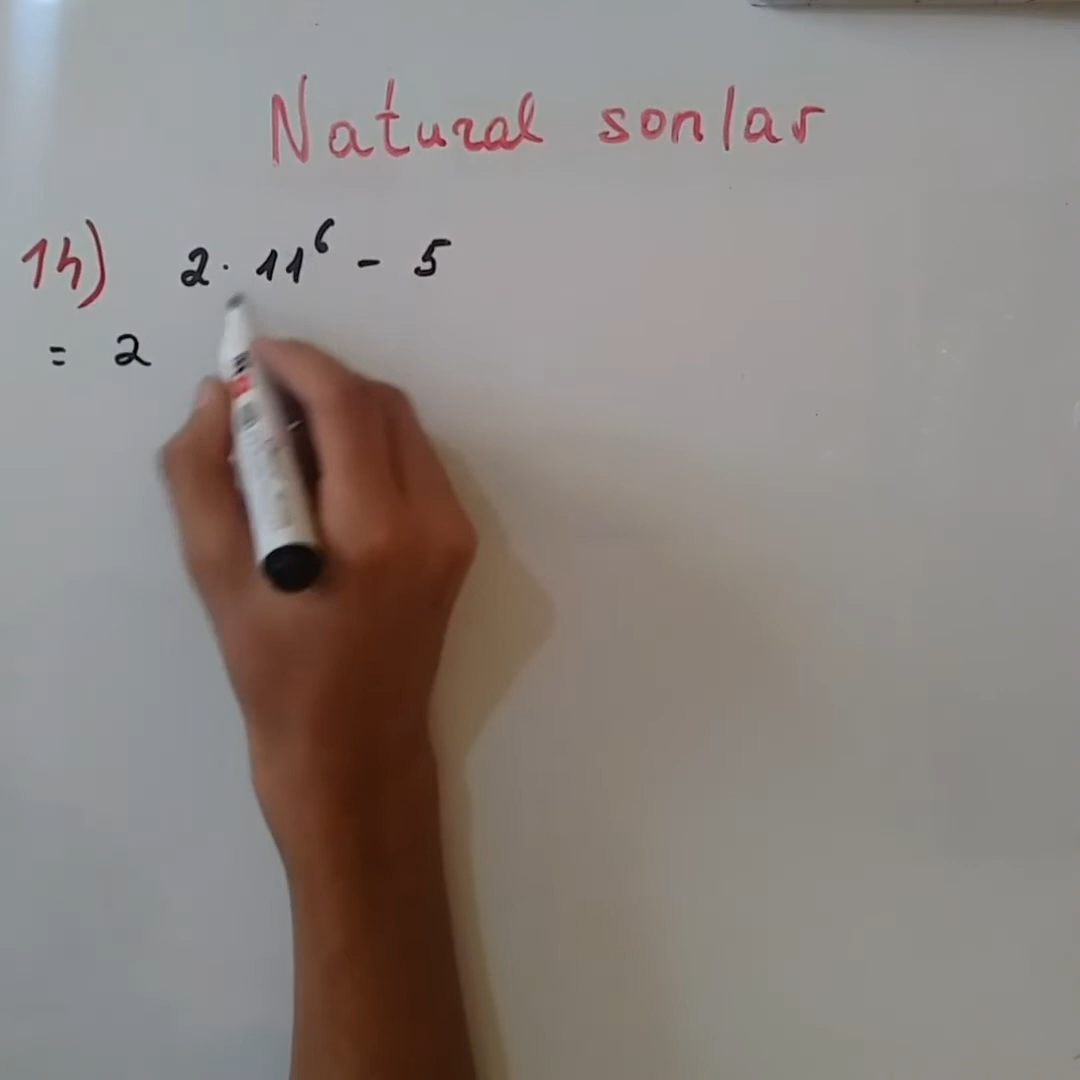 Natural sonlar
14) 2 · 11⁶ - 5
= 2